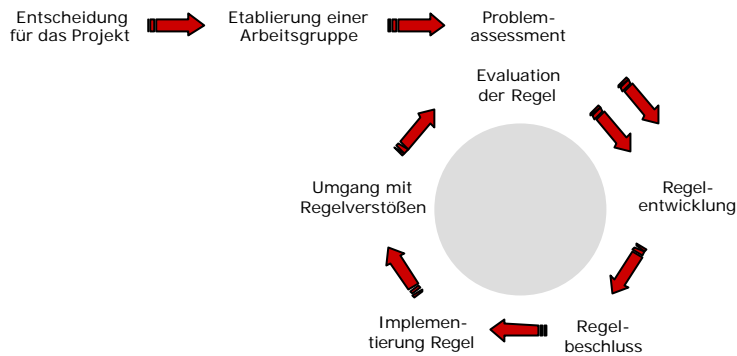 Entscheidung
für das Projekt
Etablierung einer
Arbeitsgruppe
Problem-
assessment
Evaluation
der Regel
Regel-
entwicklung
Regel-
beschluss
Implemen-
tierung Regel
Umgang mit
Regelverstößen